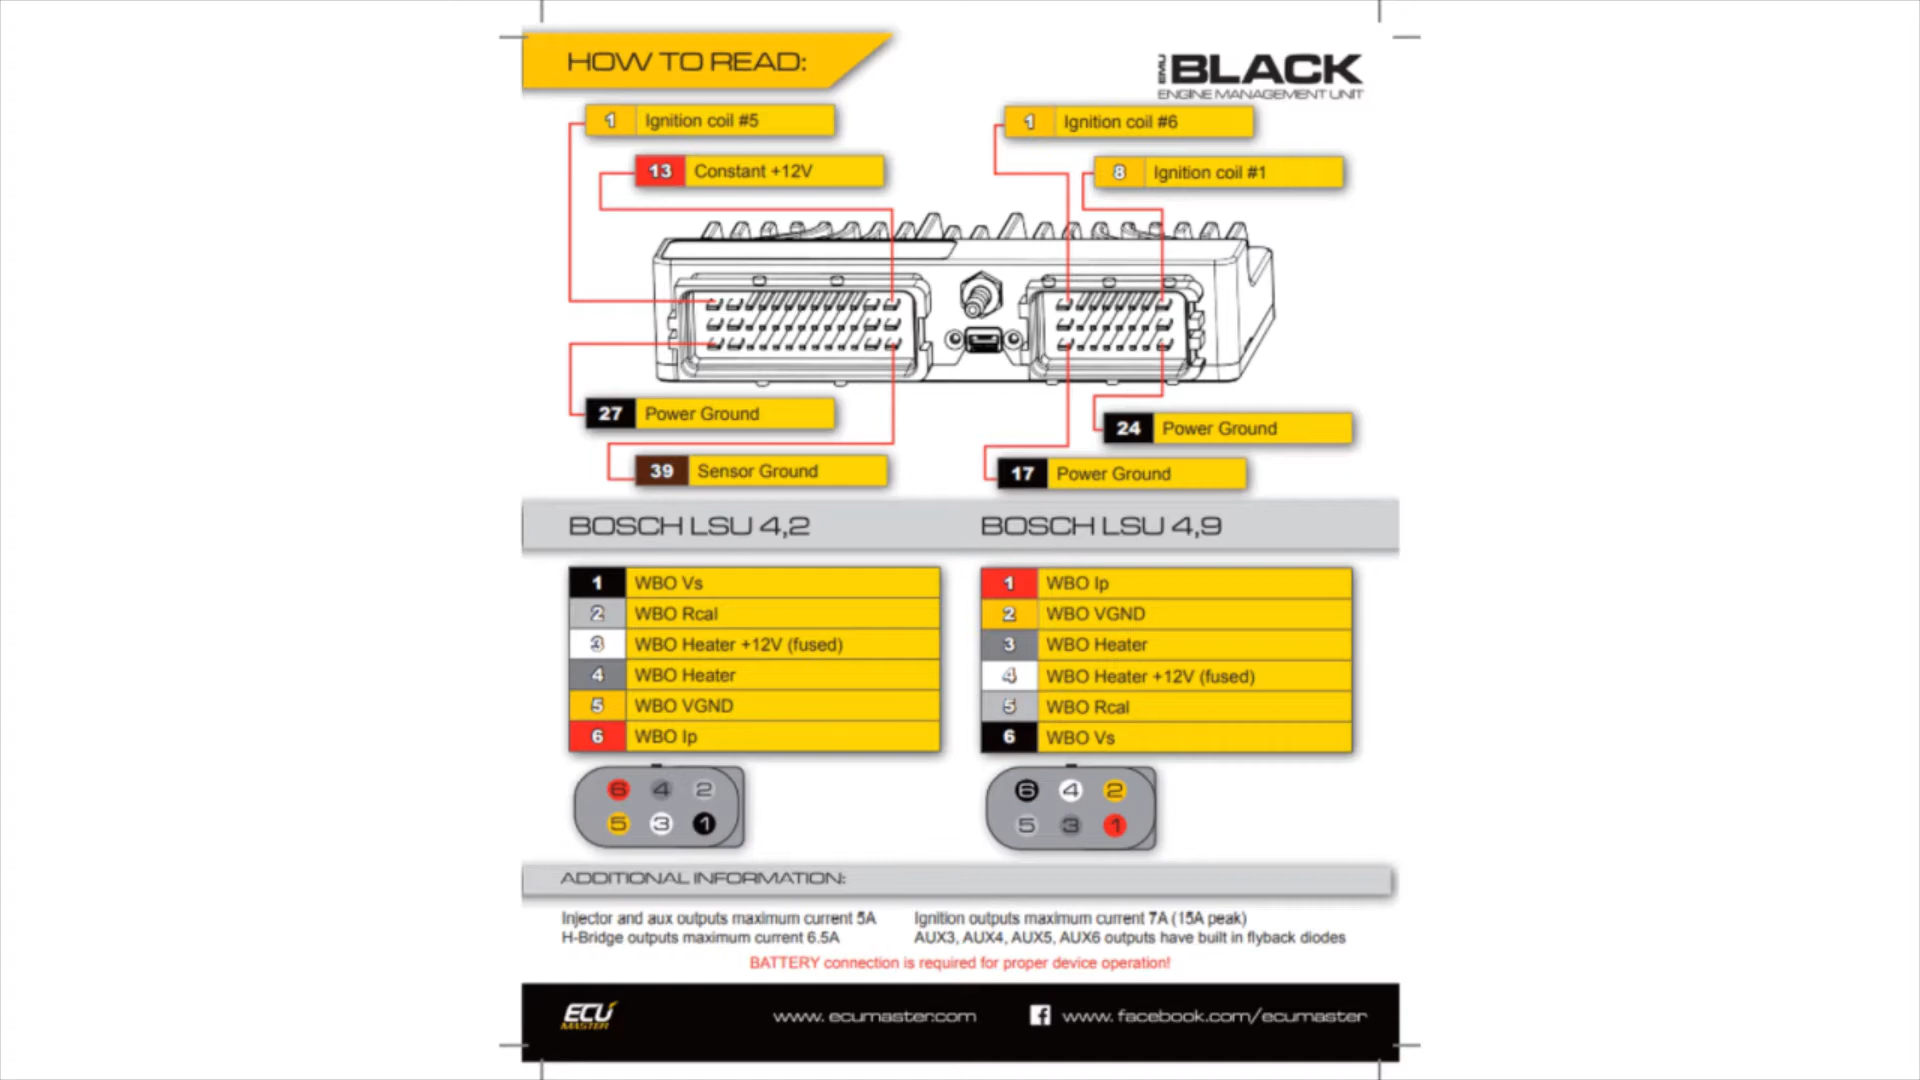 HOW TO READ:
EMU BLACK
ENGINE MANAGEMENT UNIT
1 Ignition coil #5
1 Ignition coil #6
13 Constant +12V
8 Ignition coil #1
27 Power Ground
24 Power Ground
39 Sensor Ground
17 Power Ground
BOSCH LSU 4,2
1 WBO Vs
2 WBO Rcal
3 WBO Heater +12V (fused)
4 WBO Heater
5 WBO VGND
6 WBO Ip
6 4 2
5 3 1
BOSCH LSU 4,9
1 WBO Ip
2 WBO VGND
3 WBO Heater
4 WBO Heater +12V (fused)
5 WBO Rcal
6 WBO Vs
6 4 2
5 3 1
ADDITIONAL INFORMATION:
Injector and aux outputs maximum current 5A
H-Bridge outputs maximum current 6.5A
Ignition outputs maximum current 7A (15A peak)
AUX3, AUX4, AUX5, AUX6 outputs have built in flyback diodes
BATTERY connection is required for proper device operation!
ECU MASTER
www.ecumaster.com
f www.facebook.com/ecumaster